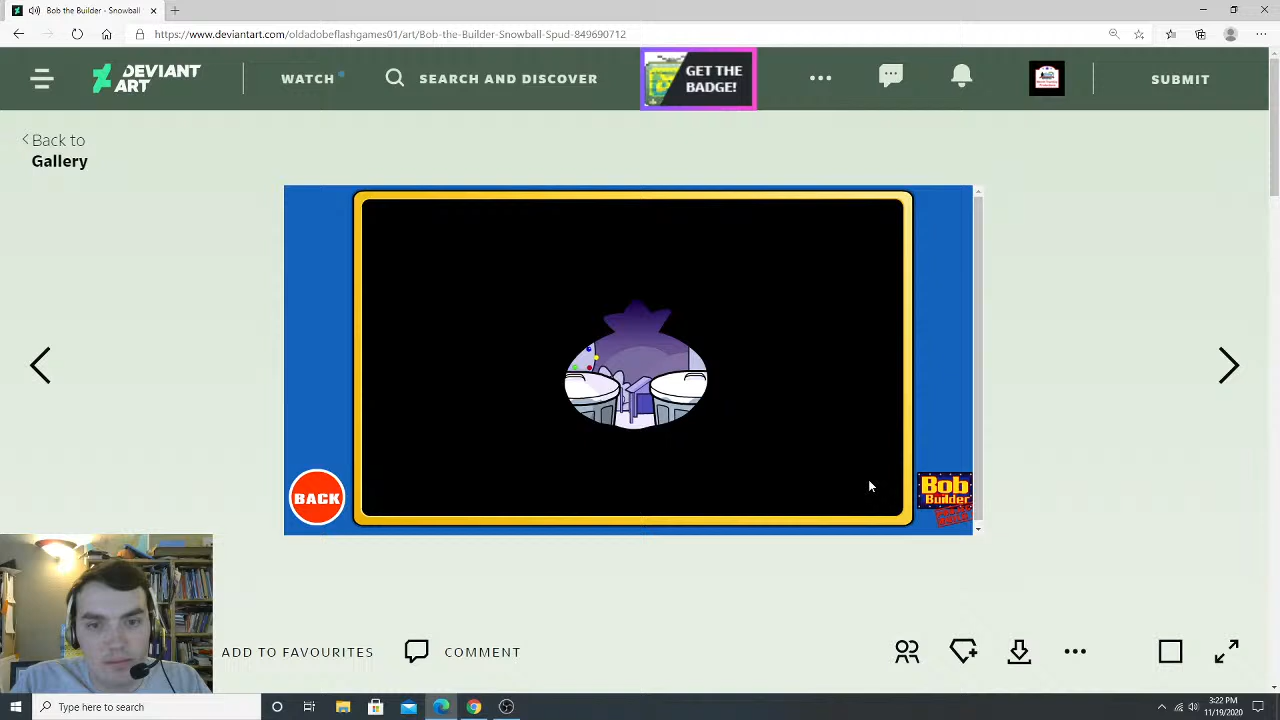 Bob the Builder - Snowball
https://www.deviantart.com/oldadobeflashgames01/art/Bob-the-Builder-Snowball-Spud-849690712
DEVIANT ART
WATCH
SEARCH AND DISCOVER
GET THE BADGE!
SUBMIT
Back to
Gallery
BACK
Bob
Builder
ADD TO FAVOURITES
COMMENT
Type here to search
3:22 PM
11/19/2020